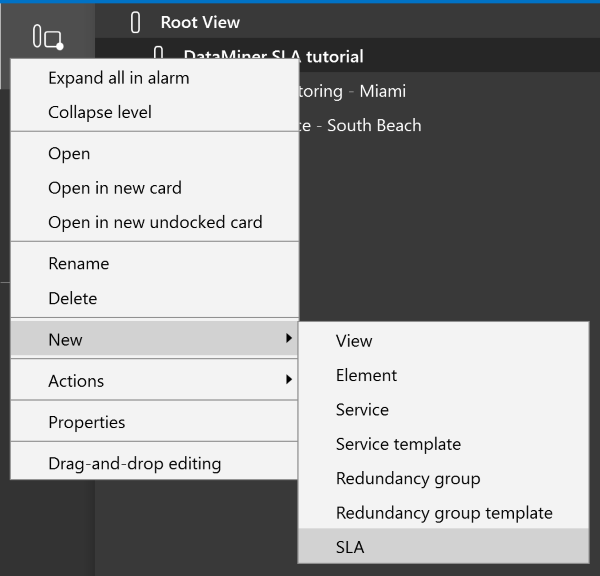 Root View
DataMiner SLA tutorial
toring - Miami
te - South Beach
Expand all in alarm
Collapse level
Open
Open in new card
Open in new undocked card
Rename
Delete
New
Actions
Properties
Drag-and-drop editing
View
Element
Service
Service template
Redundancy group
Redundancy group template
SLA